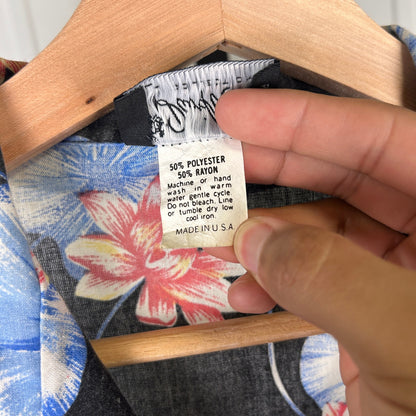 50% POLYESTER
50% RAYON
Machine or hand
wash in warm
water gentle cycle.
Do not bleach. Line
or tumble dry low
cool iron.
MADE IN U.S.A.